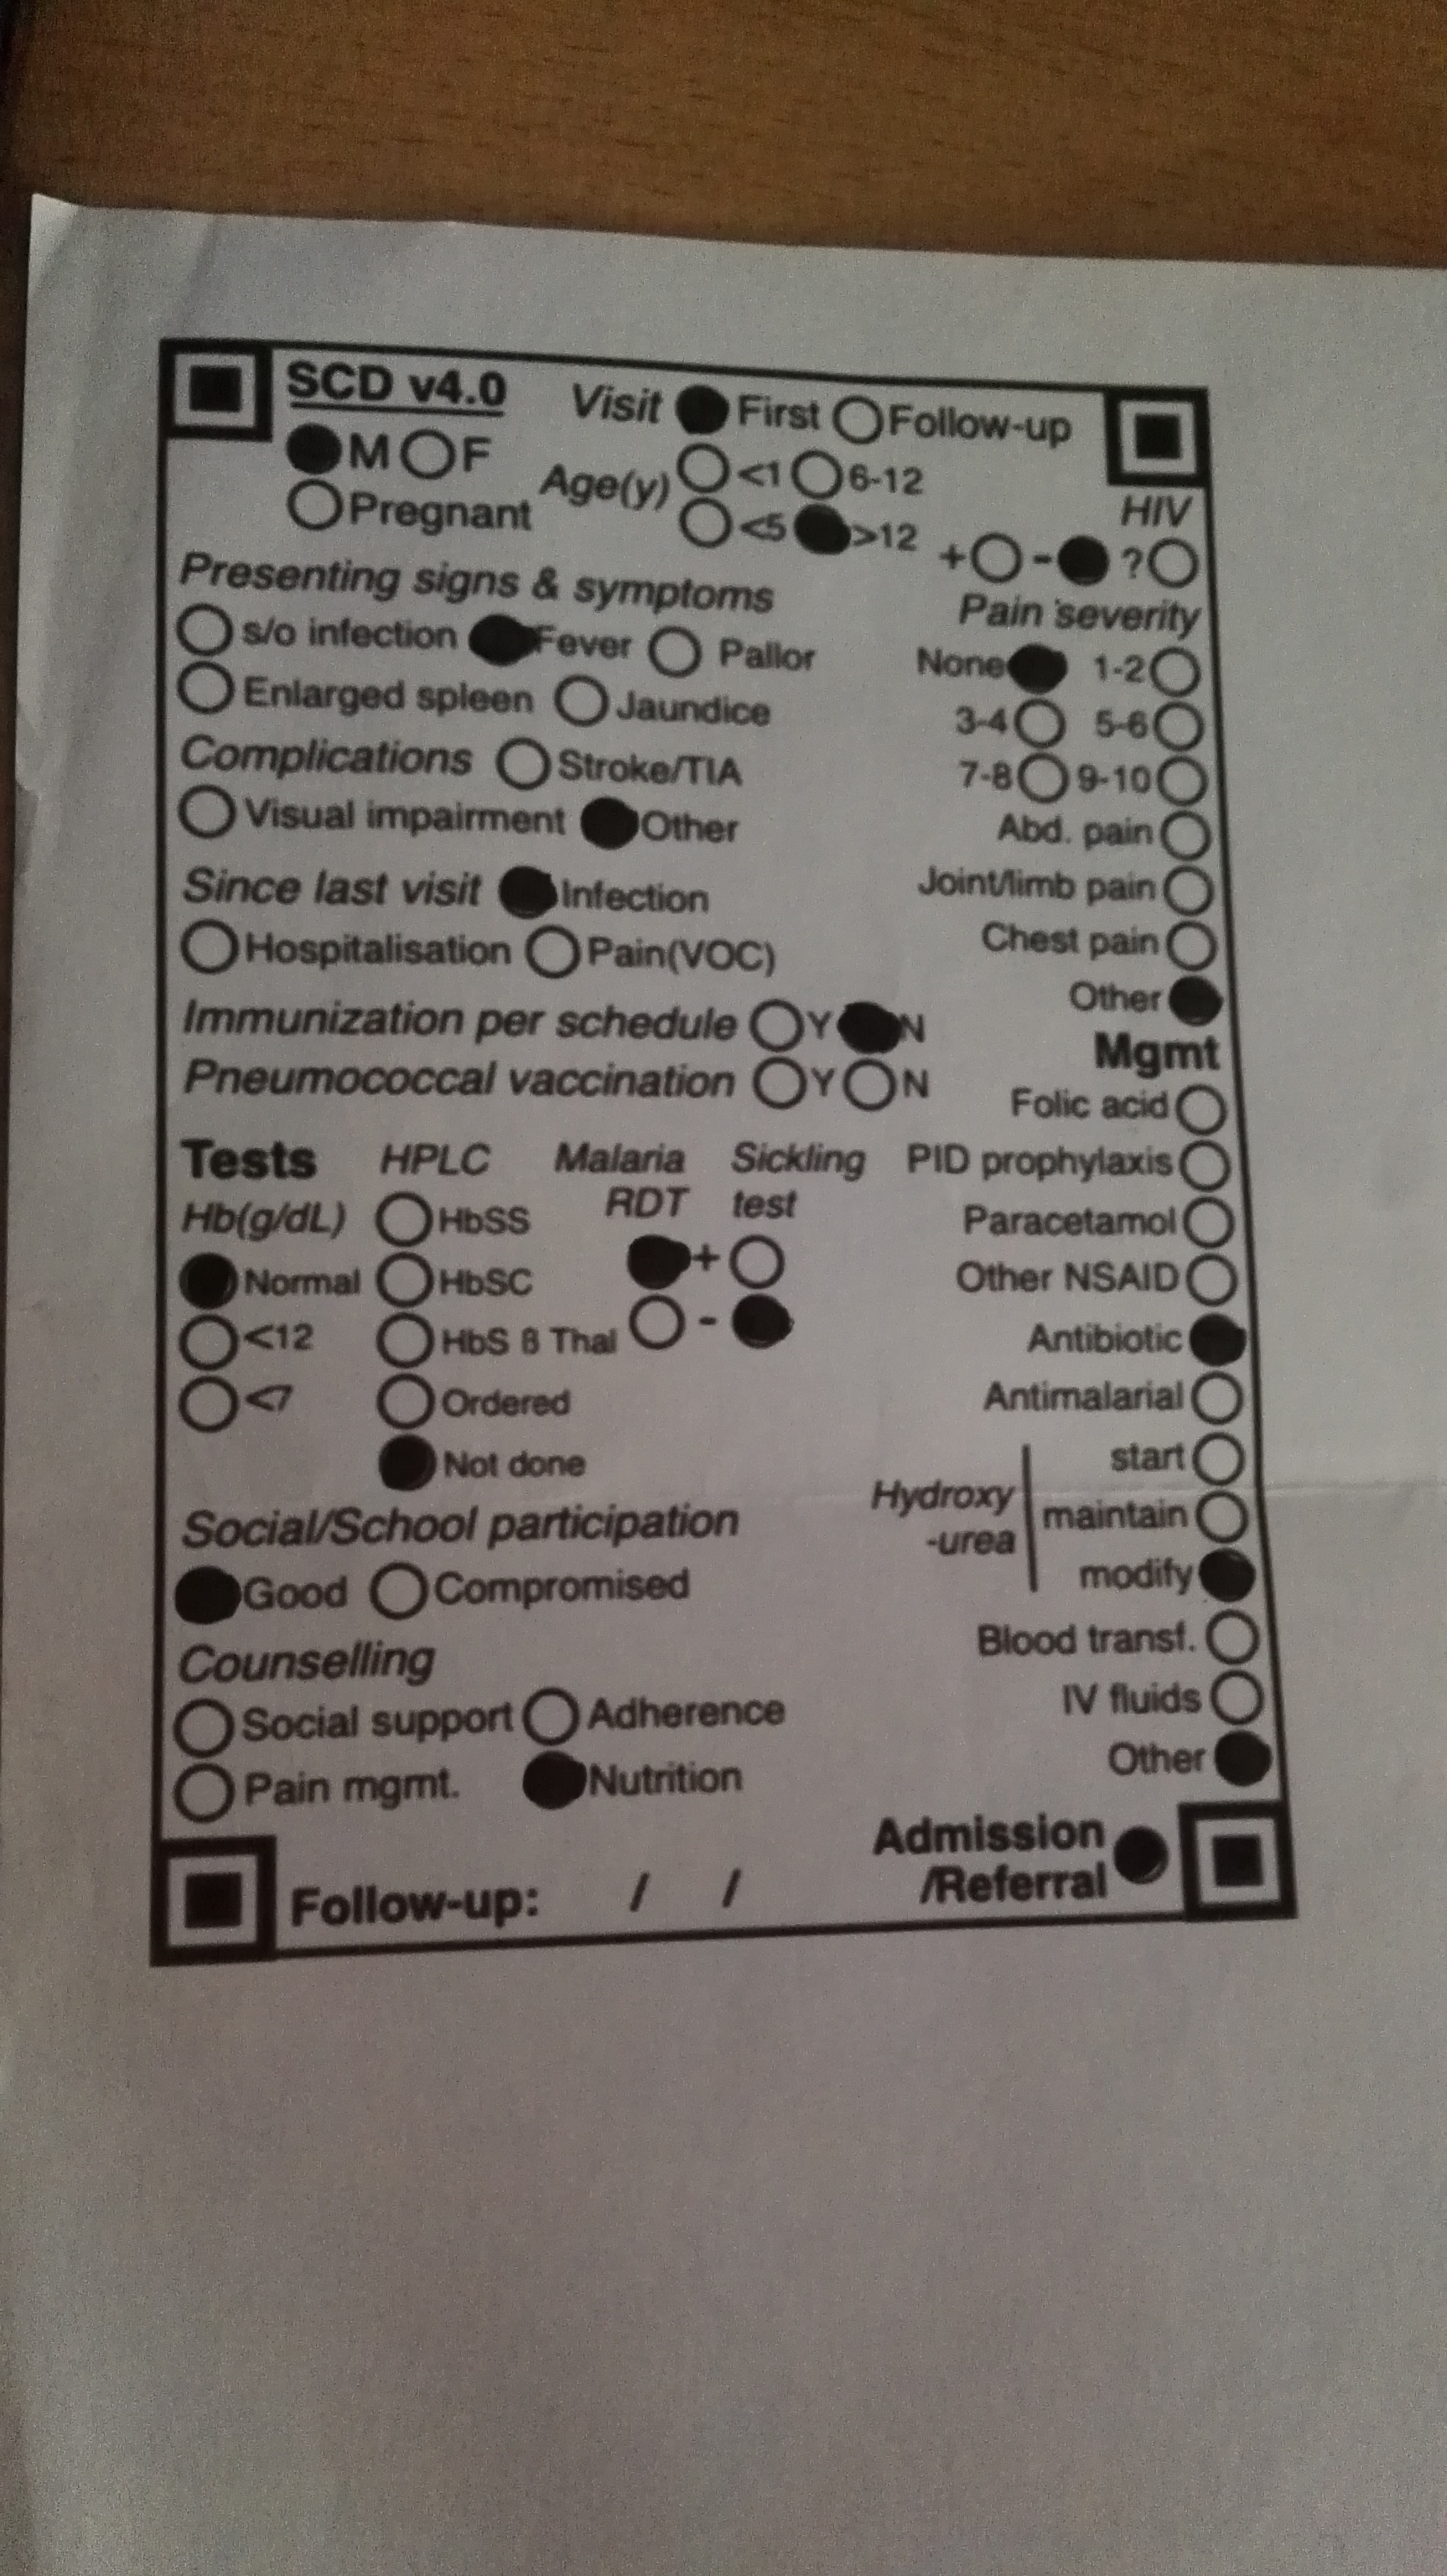 SCD v4.0 Visit First Follow-up
M F Age(y) <1 6-12
Pregnant <5 >12
HIV
+ - ?
Presenting signs & symptoms
s/o infection Fever Pallor
Enlarged spleen Jaundice
Complications Stroke/TIA
Visual impairment Other
Since last visit Infection
Hospitalisation Pain(VOC)
Immunization per schedule Y N
Pneumococcal vaccination Y N
Pain severity
None 1-2
3-4 5-6
7-8 9-10
Abd. pain
Joint/limb pain
Chest pain
Other
Tests HPLC Malaria Sickling
RDT test
Hb(g/dL) HbSS
Normal HbSC +
<12 HbS ß Thal -
<7 Ordered
Not done
Social/School participation
Good Compromised
Counselling
Social support Adherence
Pain mgmt. Nutrition
Mgmt
Folic acid
PID prophylaxis
Paracetamol
Other NSAID
Antibiotic
Antimalarial
Hydroxy
-urea
start
maintain
modify
Blood transf.
IV fluids
Other
Follow-up: / /
Admission
/Referral